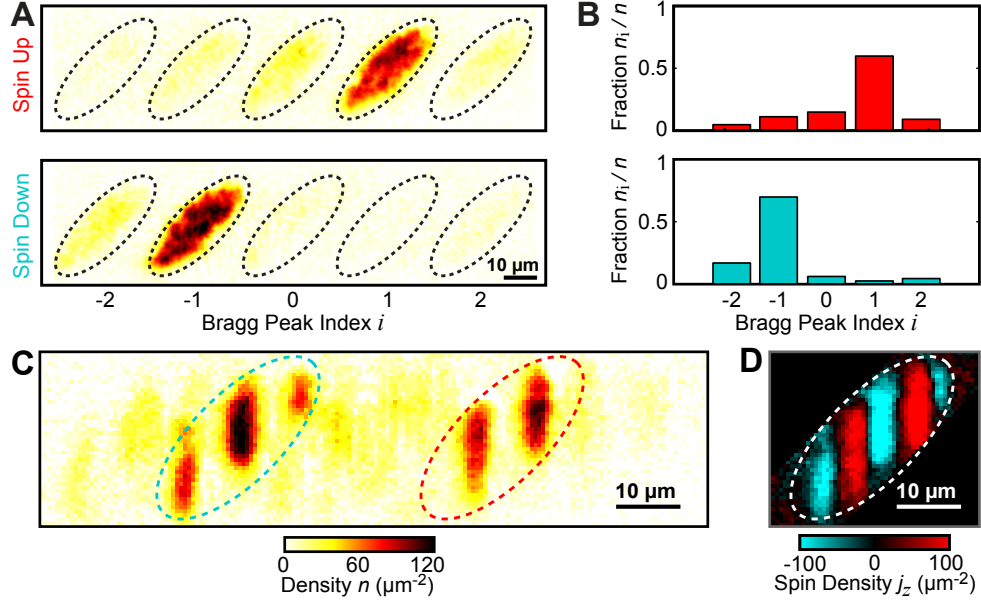 A
Spin Up
Spin Down
10 µm
-2 -1 0 1 2
Bragg Peak Index i
B
Fraction nᵢ / n
1
0.5
0
Fraction nᵢ / n
1
0.5
0
-2 -1 0 1 2
Bragg Peak Index i
C
10 µm
0 60 120
Density n (µm⁻²)
D
10 µm
-100 0 100
Spin Density j_z (µm⁻²)